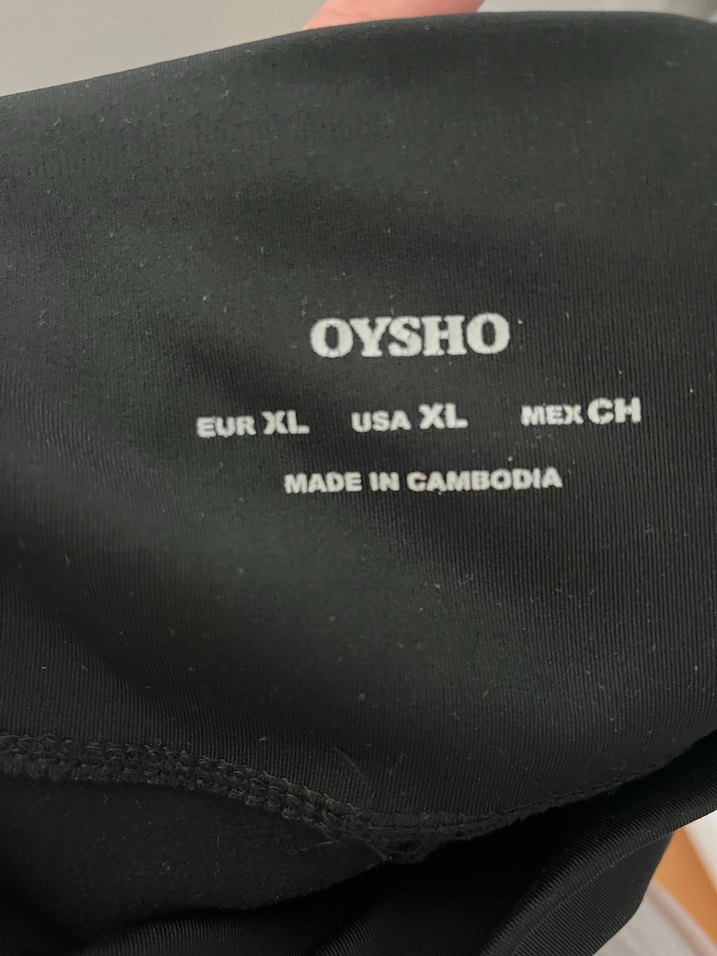 OYSHO
EUR XL USA XL MEX CH
MADE IN CAMBODIA